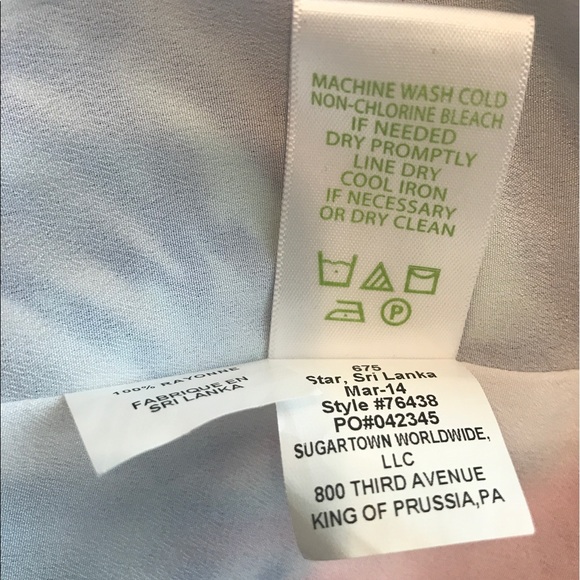 MACHINE WASH COLD
NON-CHLORINE BLEACH
IF NEEDED
DRY PROMPTLY
LINE DRY
COOL IRON
IF NECESSARY
OR DRY CLEAN
P
100% RAYONNE
FABRIQUE EN
SRI LANKA
675
Star, Sri Lanka
Mar-14
Style #76438
PO#042345
SUGARTOWN WORLDWIDE,
LLC
800 THIRD AVENUE
KING OF PRUSSIA,PA